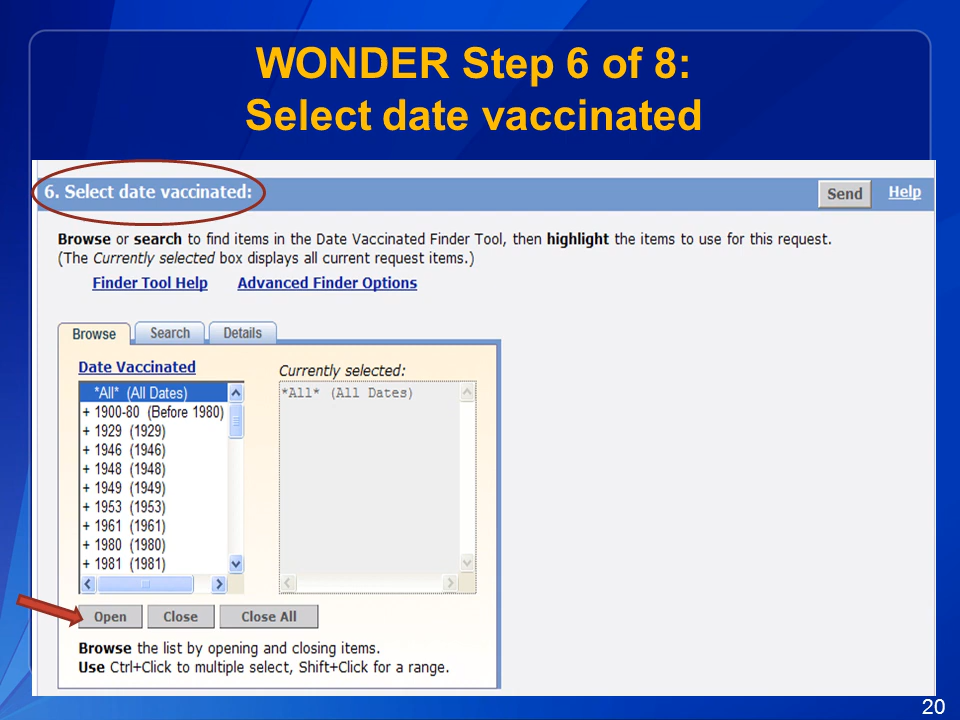 WONDER Step 6 of 8:
Select date vaccinated
6. Select date vaccinated:
Send
Help
Browse or search to find items in the Date Vaccinated Finder Tool, then highlight the items to use for this request.
(The Currently selected box displays all current request items.)
Finder Tool Help
Advanced Finder Options
Browse
Search
Details
Date Vaccinated
*All* (All Dates)
+ 1900-80 (Before 1980)
+ 1929 (1929)
+ 1946 (1946)
+ 1948 (1948)
+ 1949 (1949)
+ 1953 (1953)
+ 1961 (1961)
+ 1980 (1980)
+ 1981 (1981)
Currently selected:
*All* (All Dates)
Open
Close
Close All
Browse the list by opening and closing items.
Use Ctrl+Click to multiple select, Shift+Click for a range.
20